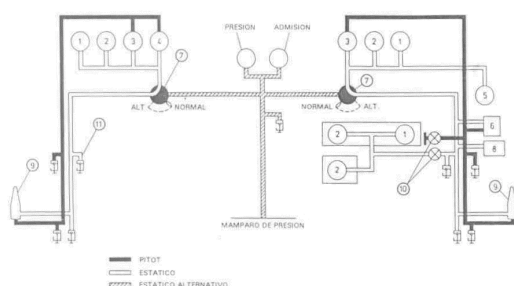 PRESION ADMISION
1 2 3 4 3 2 1
7 7 5
ALT. NORMAL NORMAL ALT.
6
11 2 1
8
2
9 10 9
MAMPARO DE PRESION
PITOT
ESTATICO
ESTATICO ALTERNATIVO